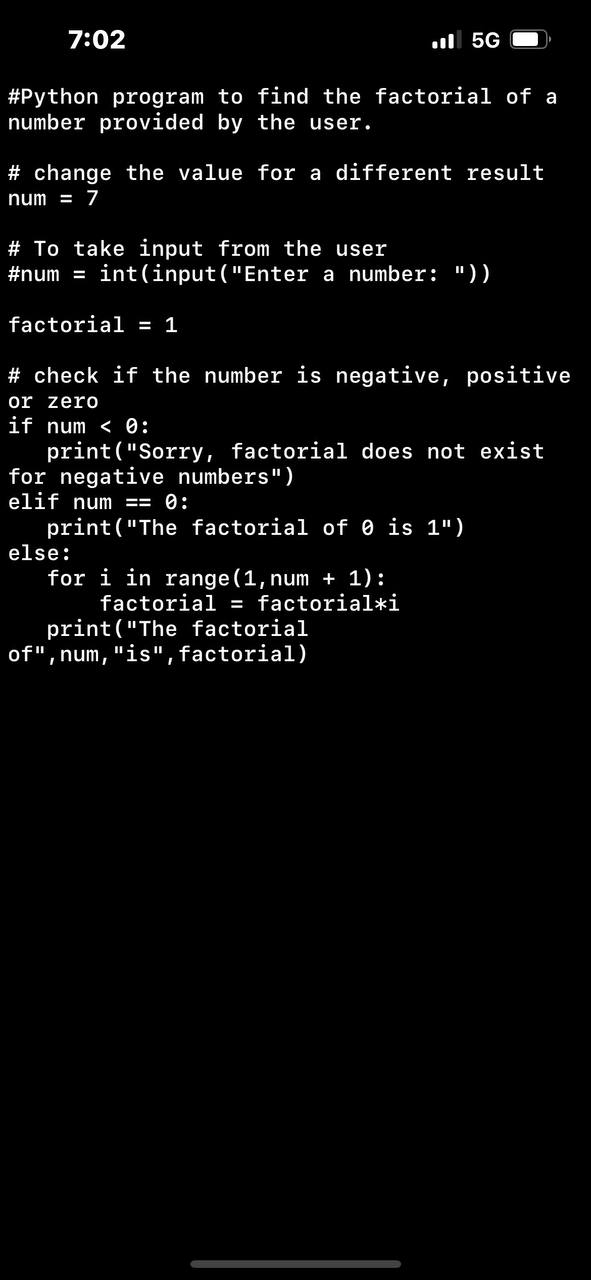 7:02 5G
#Python program to find the factorial of a
number provided by the user.
# change the value for a different result
num = 7
# To take input from the user
#num = int(input("Enter a number: "))
factorial = 1
# check if the number is negative, positive
or zero
if num < 0:
   print("Sorry, factorial does not exist
for negative numbers")
elif num == 0:
   print("The factorial of 0 is 1")
else:
   for i in range(1,num + 1):
       factorial = factorial*i
   print("The factorial
of",num,"is",factorial)